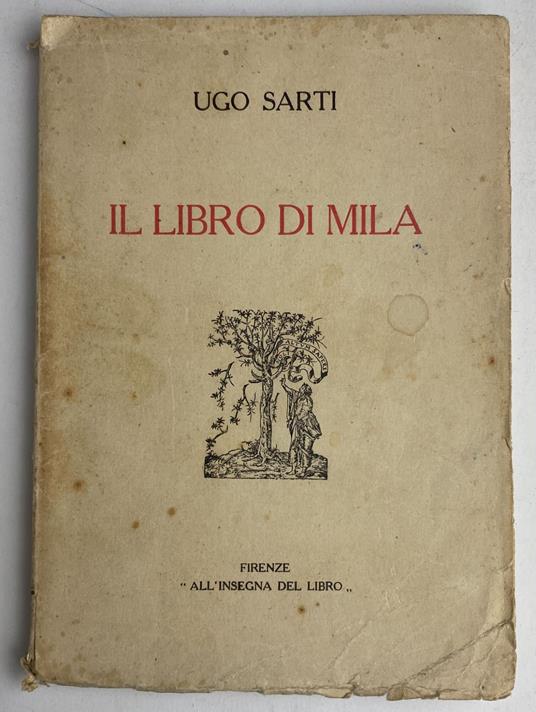 UGO SARTI
IL LIBRO DI MILA
FIRENZE
" ALL'INSEGNA DEL LIBRO „